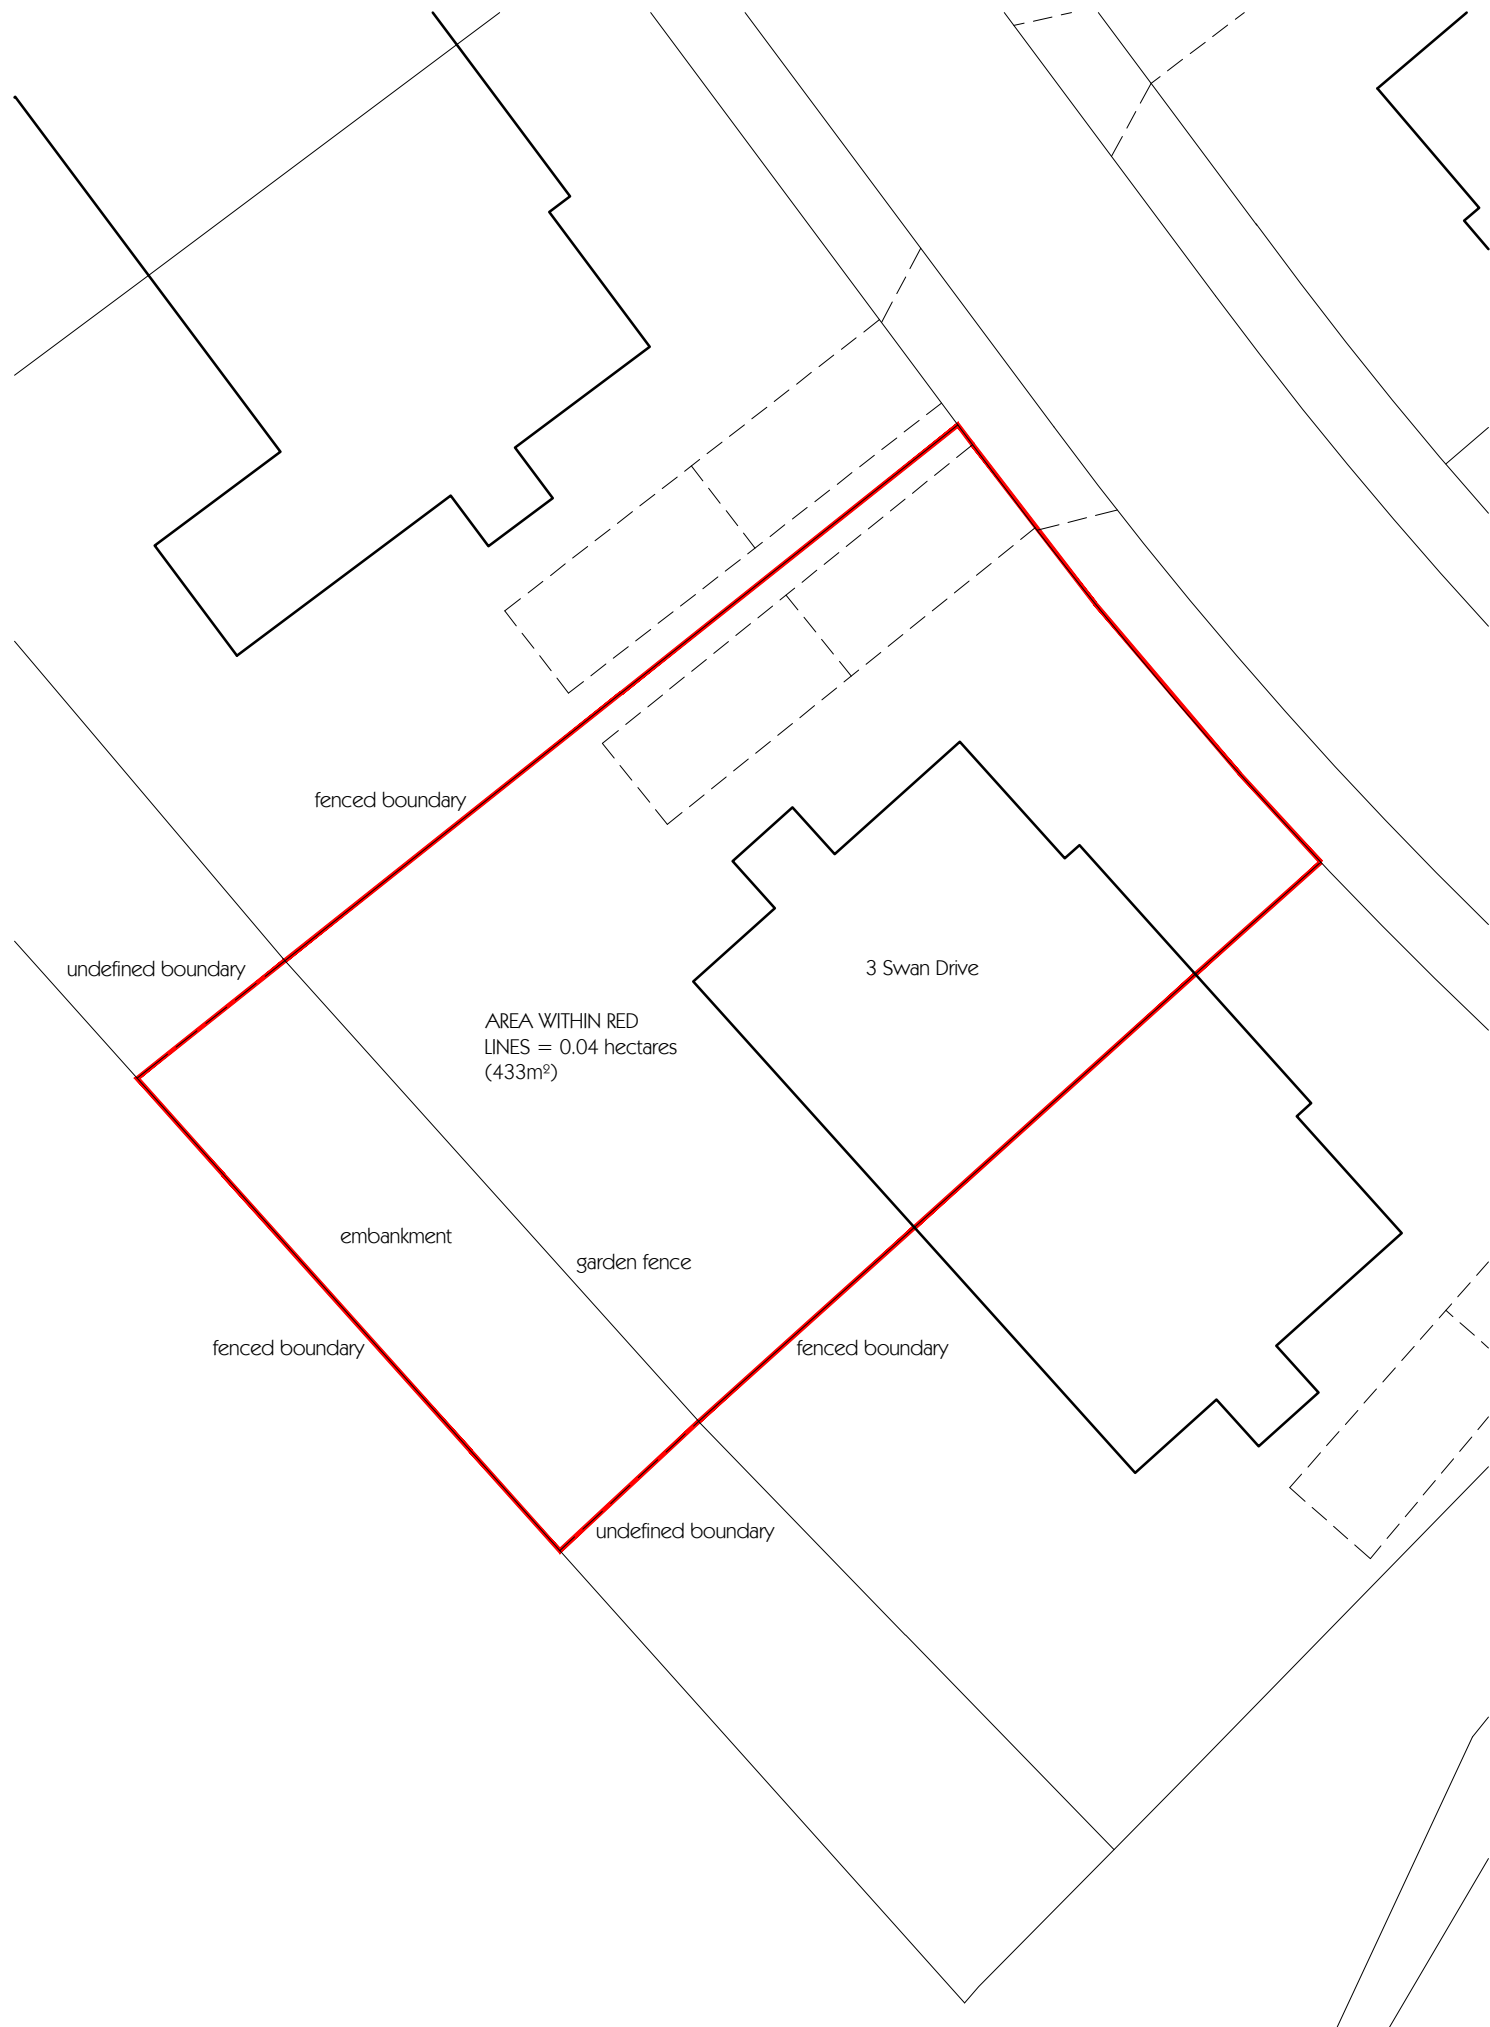 fenced boundary
undefined boundary
3 Swan Drive
AREA WITHIN RED
LINES = 0.04 hectares
(433m²)
embankment
garden fence
fenced boundary
fenced boundary
undefined boundary